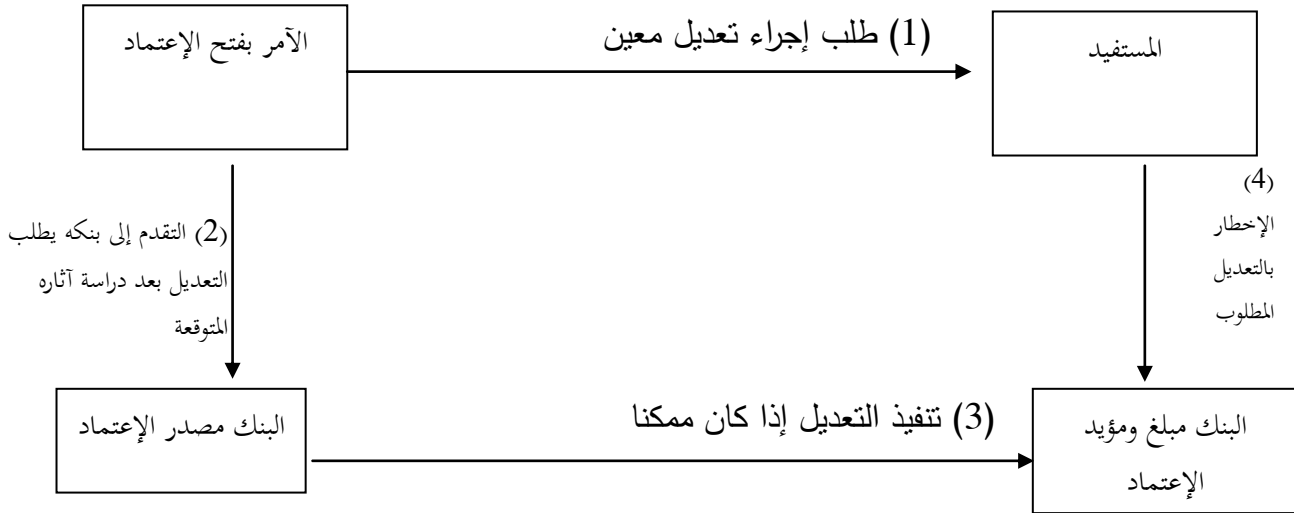 المستفيد
(1) طلب إجراء تعديل معين
الآمر بفتح الإعتماد
(4)
الإخطار
بالتعديل
المطلوب
(2) التقدم إلى بنكه يطلب
التعديل بعد دراسة آثاره
المتوقعة
البنك مبلغ ومؤيد
الإعتماد
(3) تنفيذ التعديل إذا كان ممكنا
البنك مصدر الإعتماد